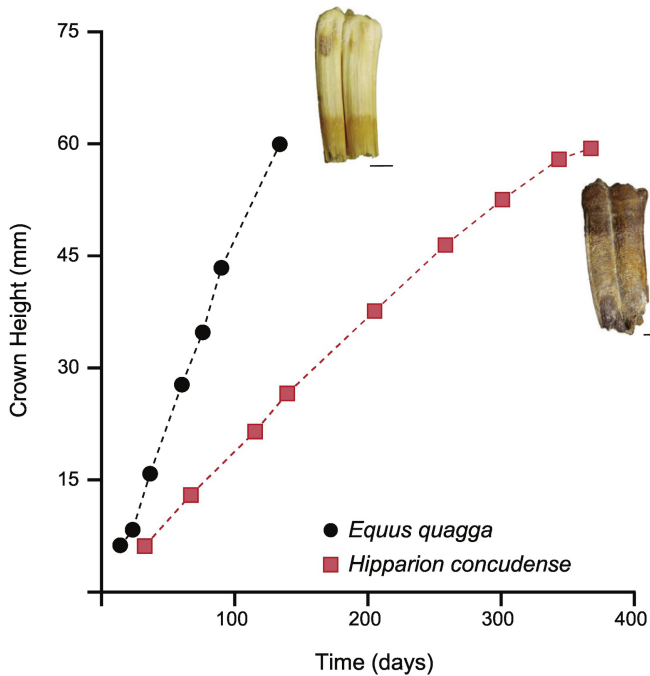 75
60
45
30
15
Crown Height (mm)
Equus quagga
Hipparion concudense
100
200
300
400
Time (days)